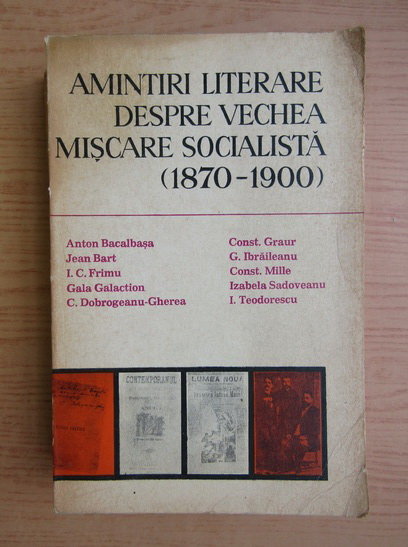 AMINTIRI LITERARE
DESPRE VECHEA
MIȘCARE SOCIALISTĂ
(1870-1900)
Anton Bacalbașa
Jean Bart
I. C. Frimu
Gala Galaction
C. Dobrogeanu-Gherea
Const. Graur
G. Ibrăileanu
Const. Mille
Izabela Sadoveanu
I. Teodorescu
CONTEMPORANUL
LUMEA NOUĂ